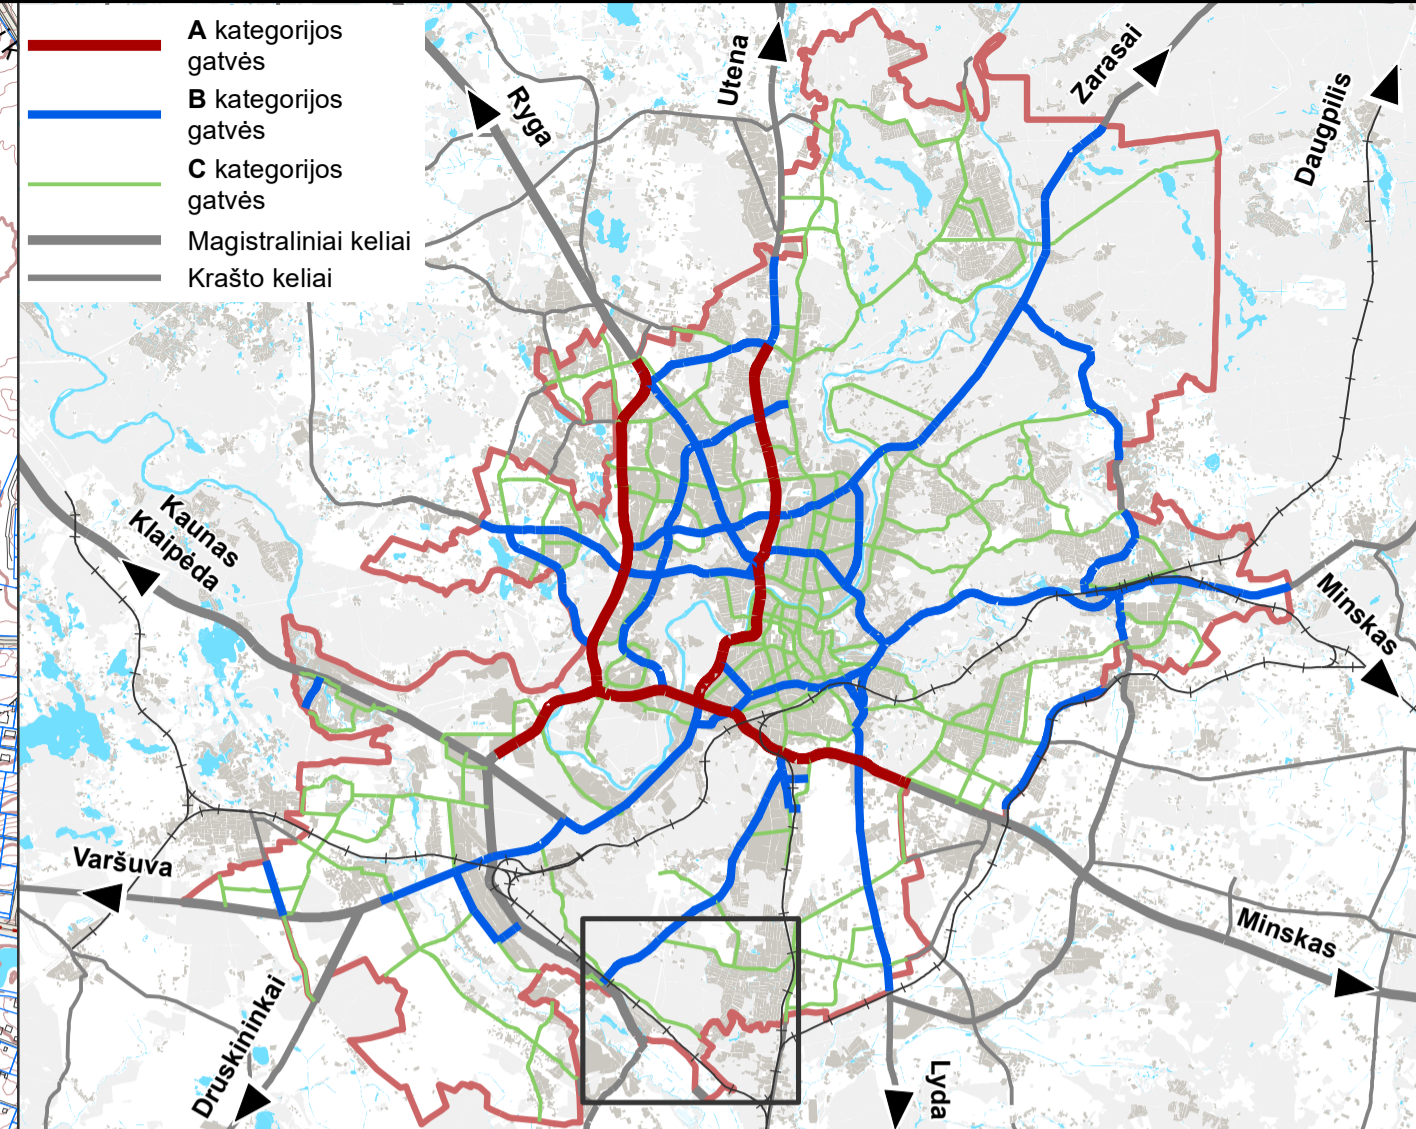 A kategorijos
gatvės
B kategorijos
gatvės
C kategorijos
gatvės
Magistraliniai keliai
Krašto keliai
Ryga
Utena
Zarasai
Daugpilis
Kaunas
Klaipėda
Minskas
Varšuva
Druskininkai
Minskas
Lyda